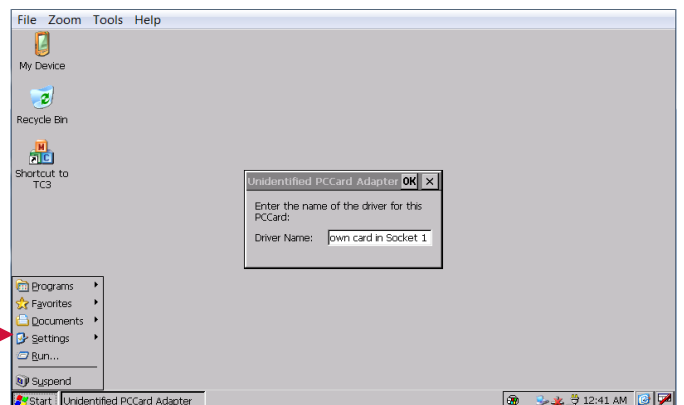 File Zoom Tools Help
My Device
Recycle Bin
Shortcut to
TC3
Unidentified PCCard Adapter OK
Enter the name of the driver for this
PCCard:
Driver Name: own card in Socket 1
Programs
Favorites
Documents
Settings
Run...
Suspend
Start Unidentified PCCard Adapter 12:41 AM